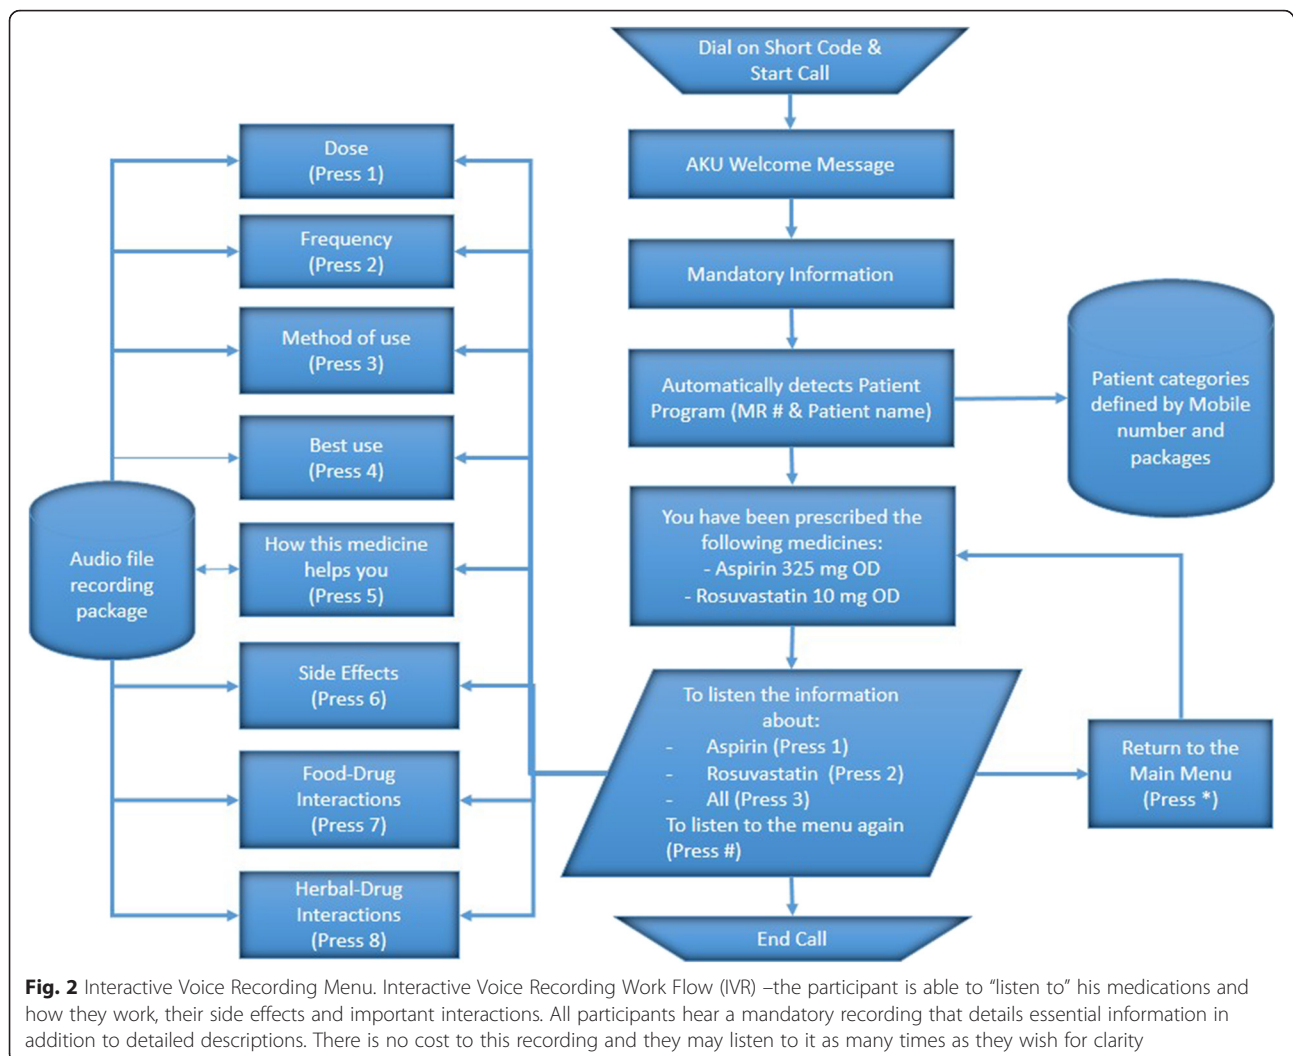 Dial on Short Code &
Start Call
AKU Welcome Message
Mandatory Information
Automatically detects Patient
Program (MR # & Patient name)
Patient categories
defined by Mobile
number and
packages
You have been prescribed the
following medicines:
- Aspirin 325 mg OD
- Rosuvastatin 10 mg OD
To listen the information
about:
- Aspirin (Press 1)
- Rosuvastatin (Press 2)
- All (Press 3)
To listen to the menu again
(Press #)
Return to the
Main Menu
(Press *)
End Call
Dose
(Press 1)
Frequency
(Press 2)
Method of use
(Press 3)
Best use
(Press 4)
How this medicine
helps you
(Press 5)
Side Effects
(Press 6)
Food-Drug
Interactions
(Press 7)
Herbal-Drug
Interactions
(Press 8)
Audio file
recording
package
Fig. 2 Interactive Voice Recording Menu. Interactive Voice Recording Work Flow (IVR) –the participant is able to “listen to” his medications and
how they work, their side effects and important interactions. All participants hear a mandatory recording that details essential information in
addition to detailed descriptions. There is no cost to this recording and they may listen to it as many times as they wish for clarity